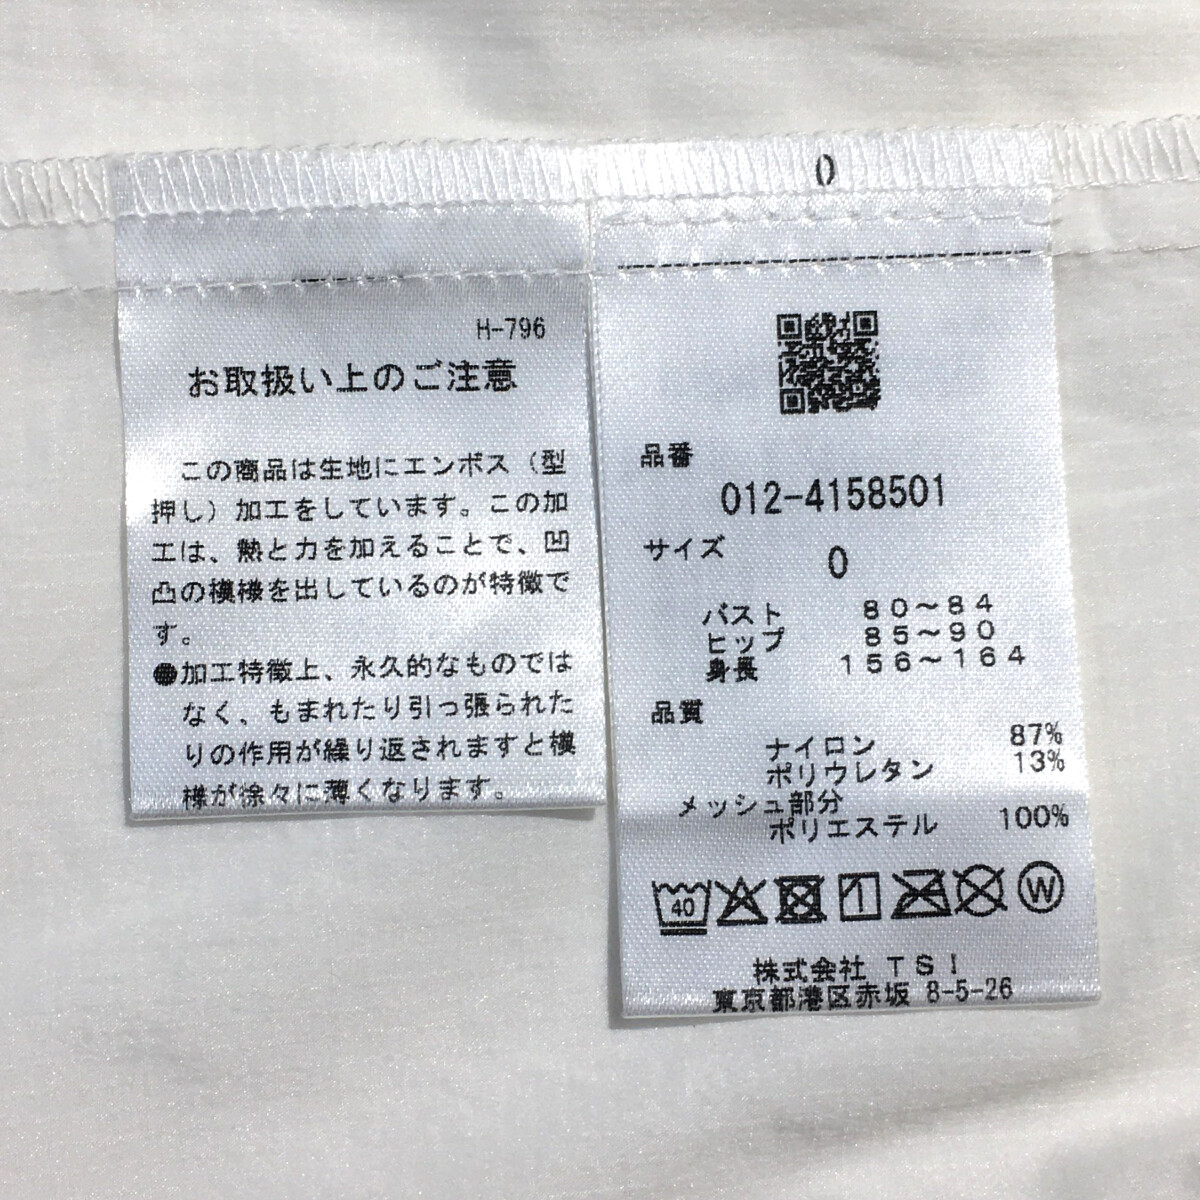 H-796
お取扱い上のご注意
この商品は生地にエンボス（型
押し）加工をしています。この加
工は、熱と力を加えることで、凹
凸の模様を出しているのが特徴で
す。
●加工特徴上、永久的なものでは
なく、もまれたり引っ張られた
りの作用が繰り返されますと模
様が徐々に薄くなります。
0
品番
012-4158501
サイズ
0
バスト 80～84
ヒップ 85～90
身長 156～164
品質
ナイロン 87%
ポリウレタン 13%
メッシュ部分
ポリエステル 100%
40
W
株式会社 TSI
東京都港区赤坂 8-5-26